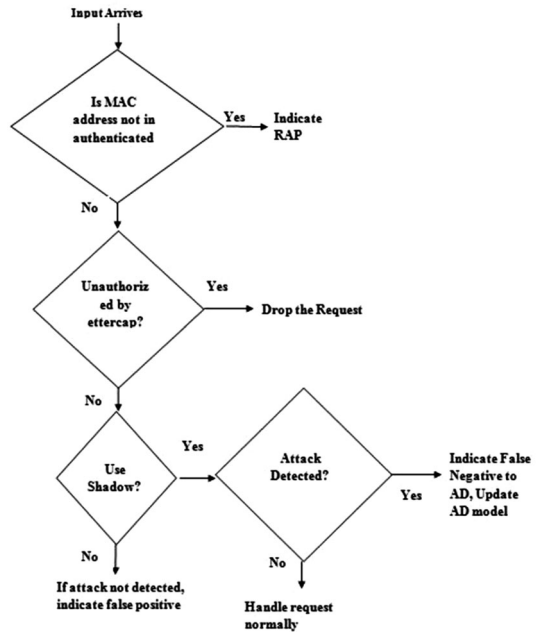 Input Arrives
Is MAC
address not in
authenticated
Yes
Indicate
RAP
No
Unauthoriz
ed by
ettercap?
Yes
Drop the Request
No
Use
Shadow?
Yes
Attack
Detected?
Yes
Indicate False
Negative to
AD, Update
AD model
No
If attack not detected,
indicate false positive
No
Handle request
normally